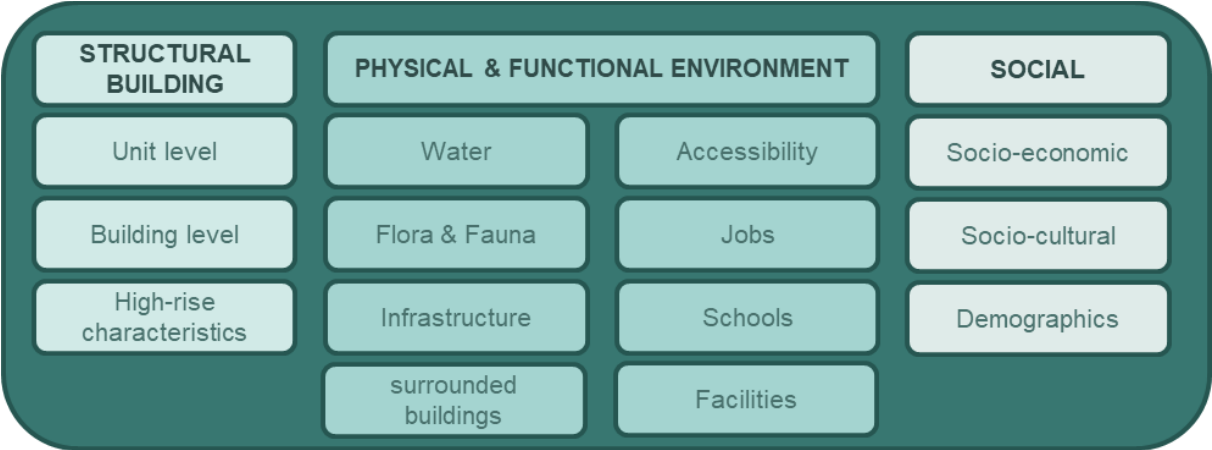 STRUCTURAL
BUILDING
Unit level
Building level
High-rise
characteristics
PHYSICAL & FUNCTIONAL ENVIRONMENT
Water
Flora & Fauna
Infrastructure
surrounded
buildings
Accessibility
Jobs
Schools
Facilities
SOCIAL
Socio-economic
Socio-cultural
Demographics